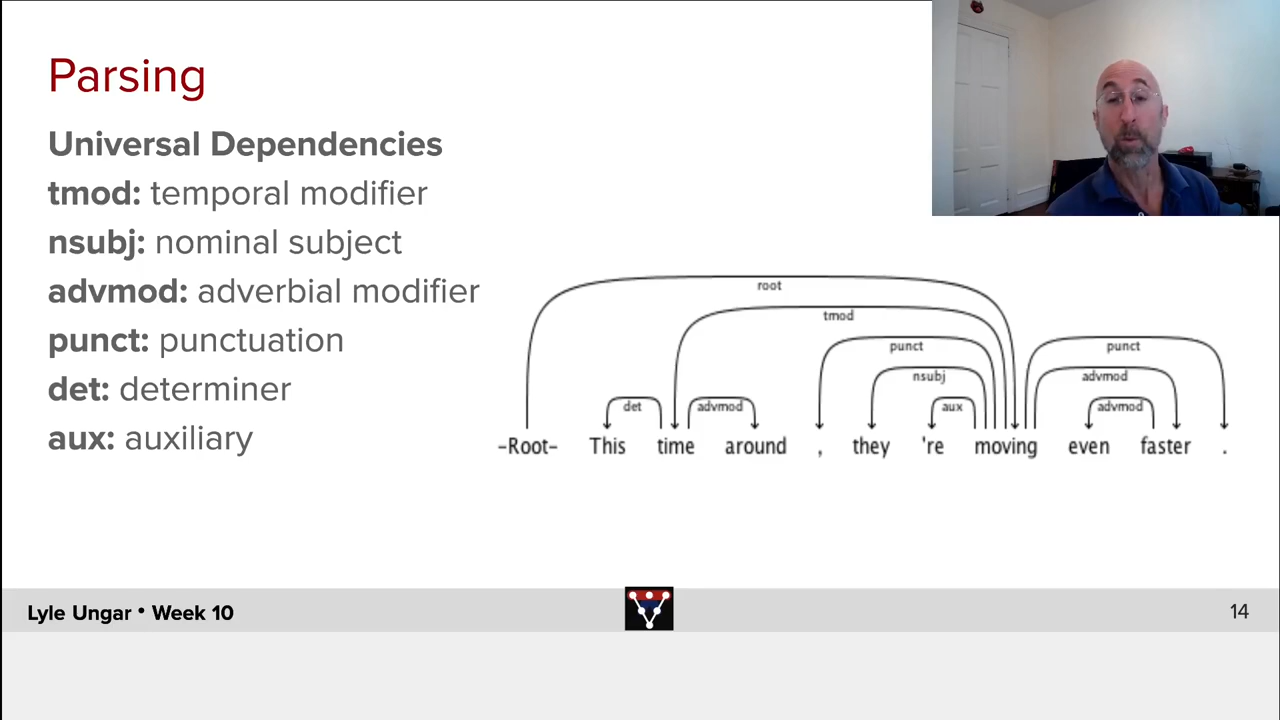 Parsing
Universal Dependencies
tmod: temporal modifier
nsubj: nominal subject
advmod: adverbial modifier
punct: punctuation
det: determiner
aux: auxiliary
root
tmod
punct punct
nsubj advmod
det advmod aux advmod
-Root- This time around , they 're moving even faster .
Lyle Ungar • Week 10
14